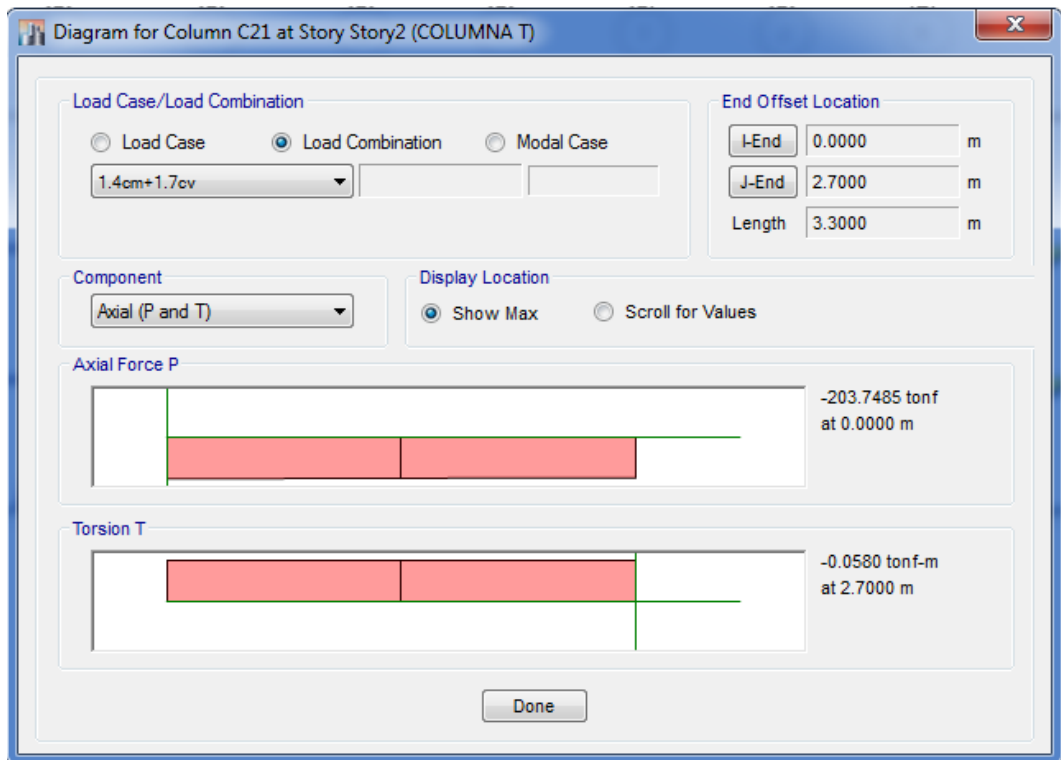 Diagram for Column C21 at Story Story2 (COLUMNA T)
Load Case/Load Combination
Load Case Load Combination Modal Case
1.4cm+1.7cv
End Offset Location
I-End 0.0000 m
J-End 2.7000 m
Length 3.3000 m
Component
Axial (P and T)
Display Location
Show Max Scroll for Values
Axial Force P
-203.7485 tonf
at 0.0000 m
Torsion T
-0.0580 tonf-m
at 2.7000 m
Done